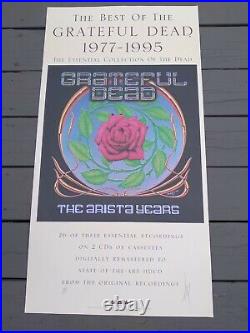 THE BEST OF THE
GRATEFUL DEAD
1977-1995
THE ESSENTIAL COLLECTION OF THE DEAD
GRATEFUL
DEAD
THE ARISTA YEARS
26 OF THREE ESSENTIAL RECORDINGS
ON 2 CDS OR CASSETTES
DIGITALLY REMASTERED TO
STATE-OF-THE-ART HDCD
FROM THE ORIGINAL RECORDINGS